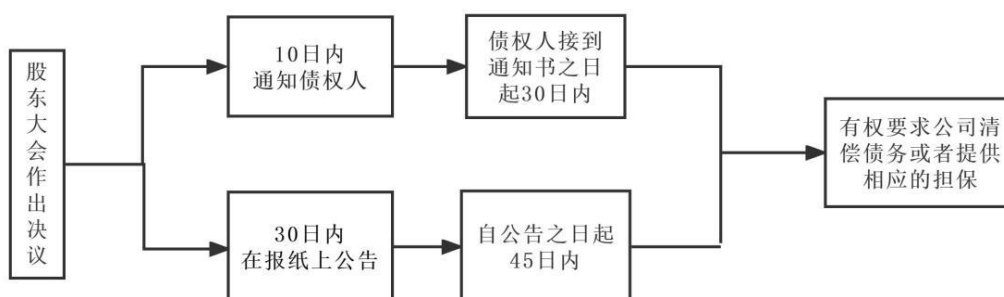 股
东
大
会
作
出
决
议
10日内
通知债权人
债权人接到
通知书之日
起30日内
30日内
在报纸上公告
自公告之日起
45日内
有权要求公司清
偿债务或者提供
相应的担保